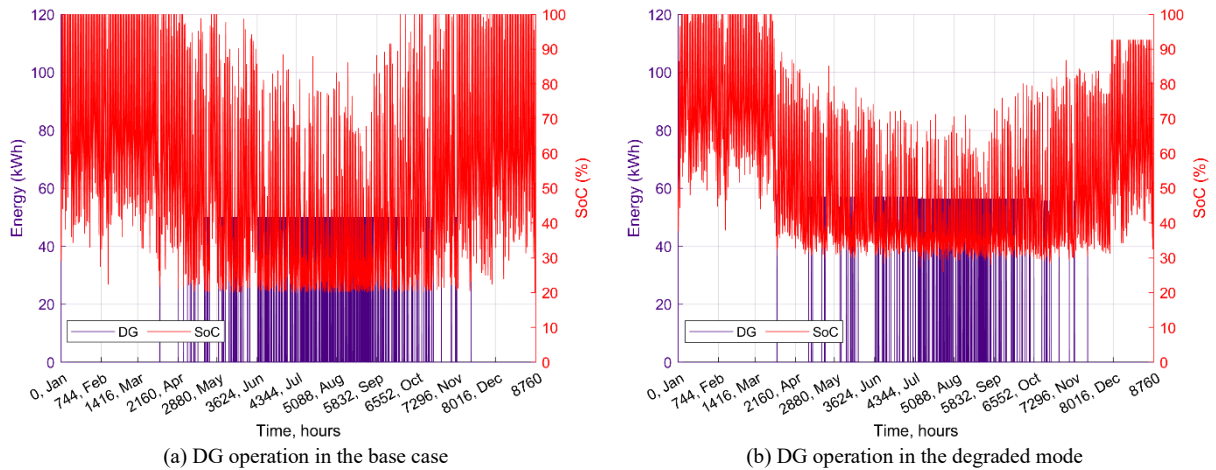 120
100
80
60
40
20
0
Energy (kWh)
100
90
80
70
60
50
40
30
20
10
0
SoC (%)
DG
SoC
0, Jan
744, Feb
1416, Mar
2160, Apr
2880, May
3624, Jun
4344, Jul
5088, Aug
5832, Sep
6552, Oct
7296, Nov
8016, Dec
8760
Time, hours
(a) DG operation in the base case
120
100
80
60
40
20
0
Energy (kWh)
100
90
80
70
60
50
40
30
20
10
0
SoC (%)
DG
SoC
0, Jan
744, Feb
1416, Mar
2160, Apr
2880, May
3624, Jun
4344, Jul
5088, Aug
5832, Sep
6552, Oct
7296, Nov
8016, Dec
8760
Time, hours
(b) DG operation in the degraded mode